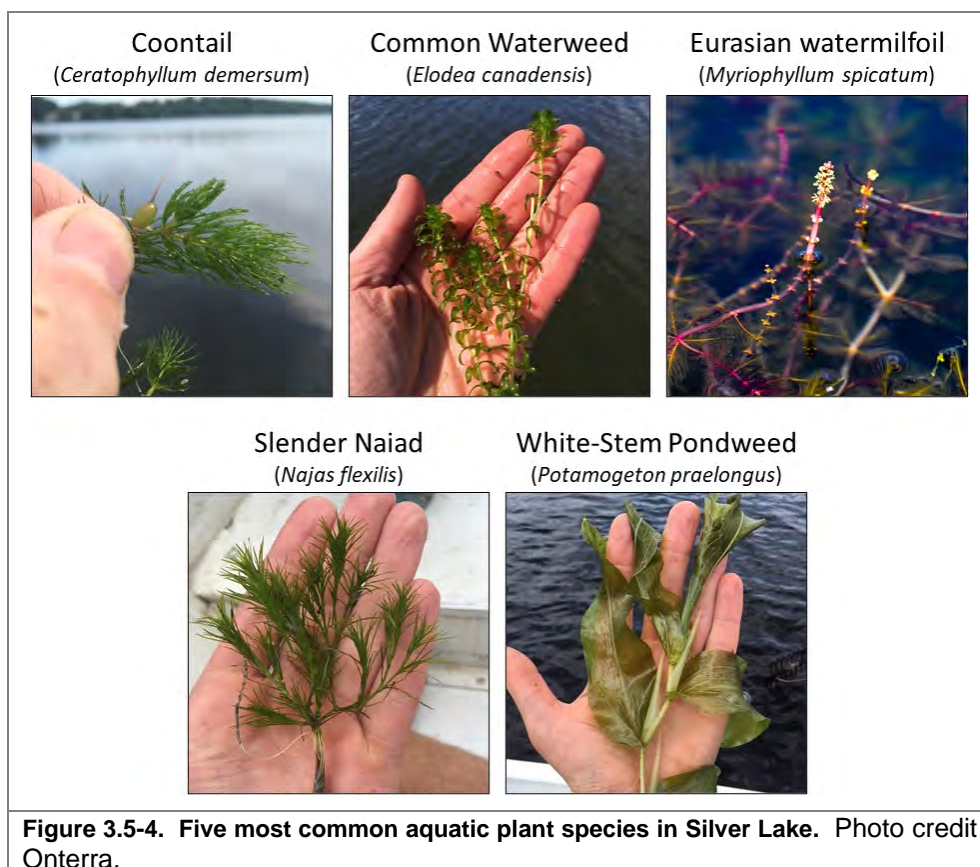 Coontail
(Ceratophyllum demersum)
Common Waterweed
(Elodea canadensis)
Eurasian watermilfoil
(Myriophyllum spicatum)
Slender Naiad
(Najas flexilis)
White-Stem Pondweed
(Potamogeton praelongus)
Figure 3.5-4. Five most common aquatic plant species in Silver Lake. Photo credit
Onterra.